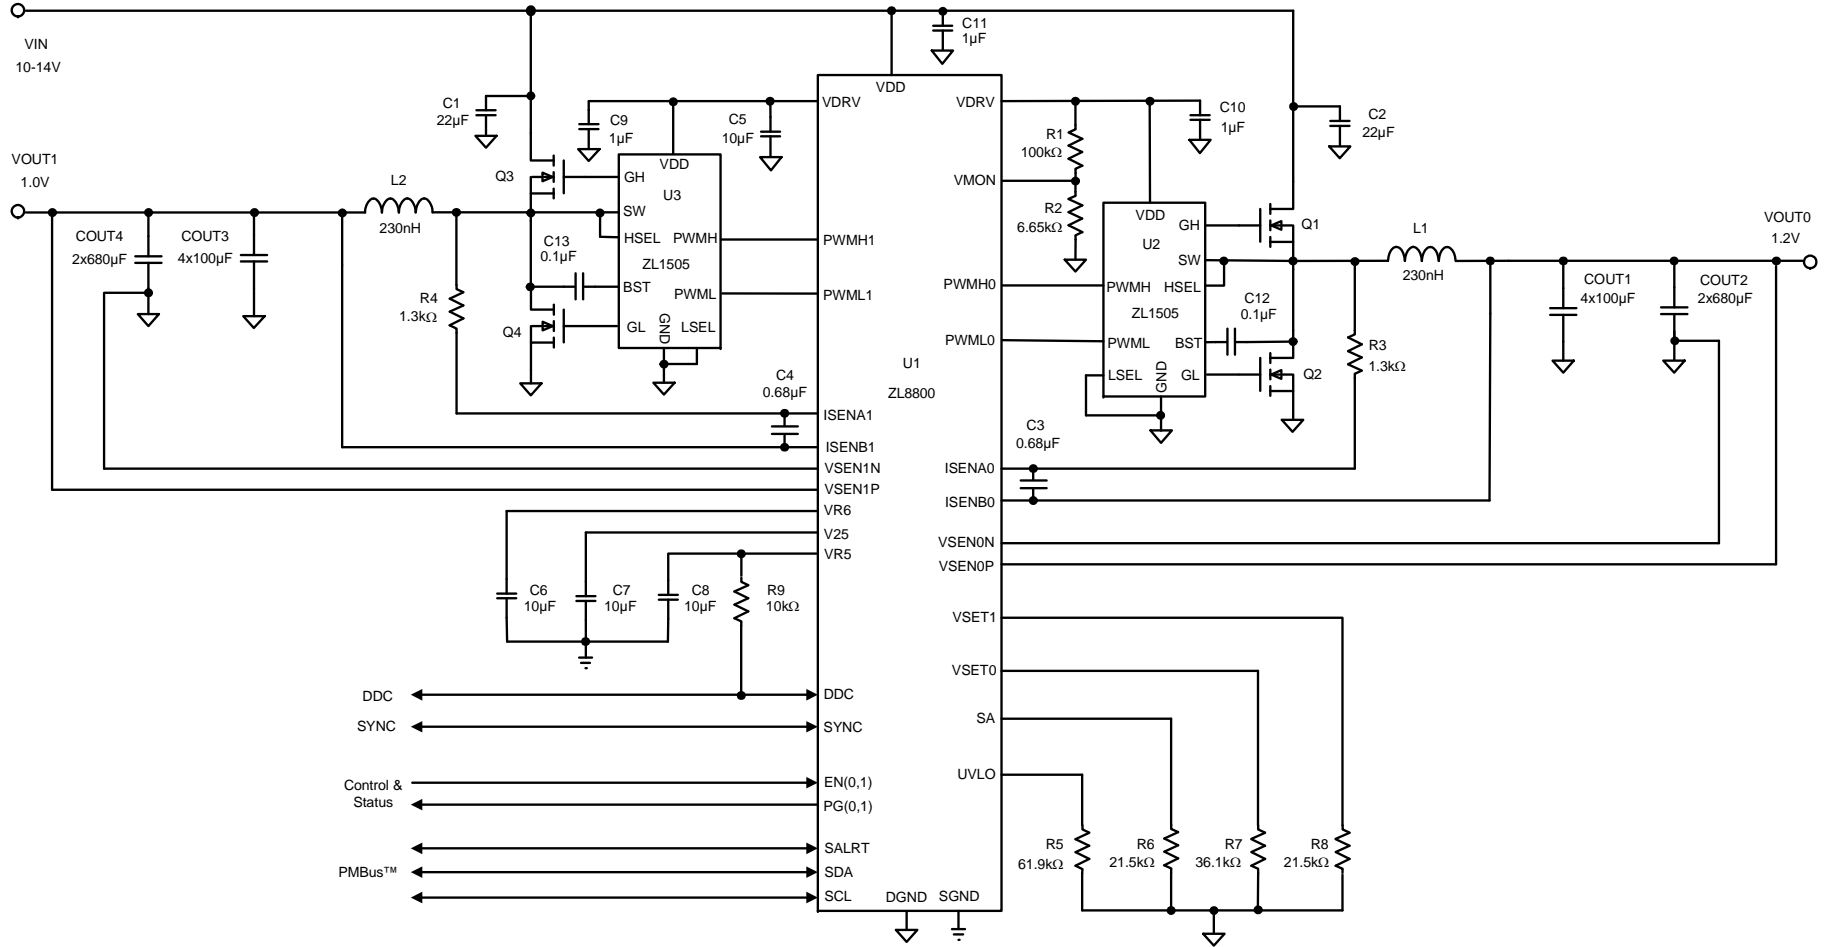 VIN
10-14V
C11
1µF
VDD
C1
22µF
C9
1µF
C5
10µF
VDRV
VDRV
C10
1µF
C2
22µF
R1
100kΩ
VOUT1
1.0V
L2
230nH
Q3
VDD
U3
GH
SW
HSEL
PWMH
ZL1505
BST
PWML
GL
GND
LSEL
VMON
R2
6.65kΩ
VDD
U2
GH
SW
HSEL
PWMH
ZL1505
PWML
BST
LSEL
GND
GL
Q1
L1
230nH
VOUT0
1.2V
COUT4
2x680µF
COUT3
4x100µF
C13
0.1µF
PWMH1
PWML1
PWMH0
PWML0
C12
0.1µF
COUT1
4x100µF
COUT2
2x680µF
R4
1.3kΩ
Q4
Q2
R3
1.3kΩ
U1
ZL8800
C4
0.68µF
ISENA1
ISENB1
VSEN1N
VSEN1P
VR6
V25
VR5
C3
0.68µF
ISENA0
ISENB0
VSEN0N
VSEN0P
C6
10µF
C7
10µF
C8
10µF
R9
10kΩ
VSET1
VSET0
SA
UVLO
DDC
DDC
SYNC
SYNC
Control &
Status
EN(0,1)
PG(0,1)
SALRT
PMBus™
SDA
SCL
DGND
SGND
R5
61.9kΩ
R6
21.5kΩ
R7
36.1kΩ
R8
21.5kΩ